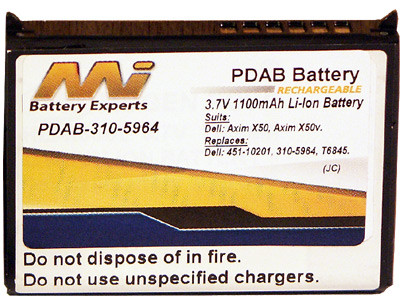 Mi
Battery Experts
PDAB-310-5964
PDAB Battery
RECHARGEABLE
3.7V 1100mAh Li-Ion Battery
Suits:
Dell: Axim X50, Axim X50v.
Replaces:
Dell: 451-10201, 310-5964, T6845.
(JC)
Do not dispose of in fire.
Do not use unspecified chargers.